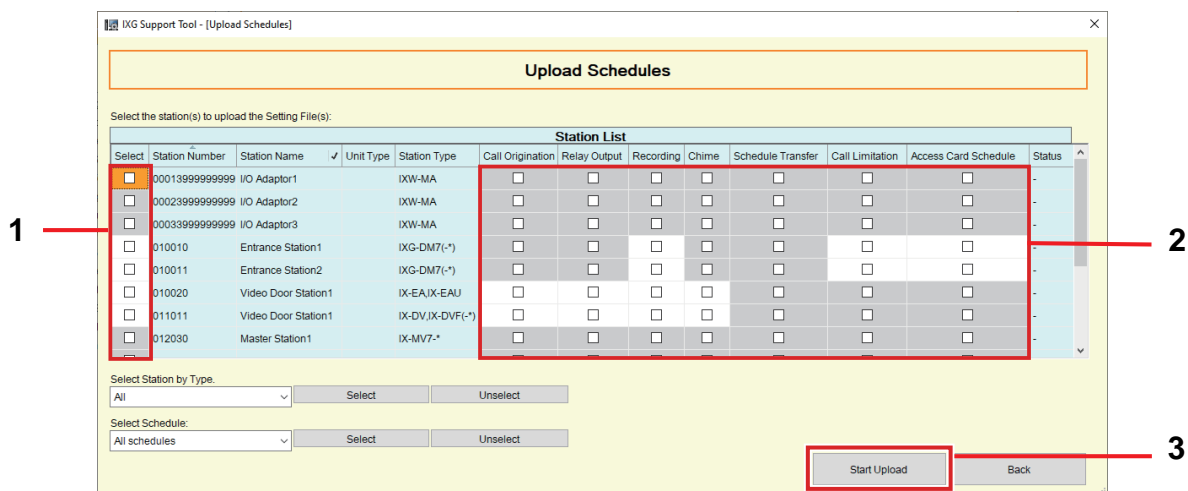 IXG Support Tool - [Upload Schedules]
Upload Schedules
Select the station(s) to upload the Setting File(s):
Station List
Select Station Number Station Name Unit Type Station Type Call Origination Relay Output Recording Chime Schedule Transfer Call Limitation Access Card Schedule Status
00013999999999 I/O Adaptor1 IXW-MA -
00023999999999 I/O Adaptor2 IXW-MA -
00033999999999 I/O Adaptor3 IXW-MA -
1
2
010010 Entrance Station1 IXG-DM7(-*) -
010011 Entrance Station2 IXG-DM7(-*) -
010020 Video Door Station1 IX-EA,IX-EAU -
011011 Video Door Station1 IX-DV,IX-DVF(-*) -
012030 Master Station1 IX-MV7-* -
Select Station by Type.
All Select Unselect
Select Schedule:
All schedules Select Unselect
3
Start Upload Back